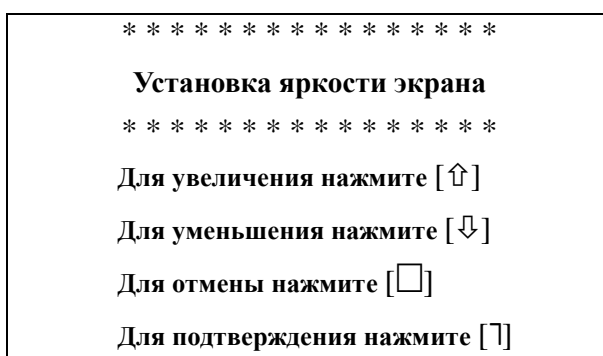 * * * * * * * * * * * * * * * *
Установка яркости экрана
* * * * * * * * * * * * * * * *
Для увеличения нажмите [⇧]
Для уменьшения нажмите [⇩]
Для отмены нажмите [□]
Для подтверждения нажмите [⅂]